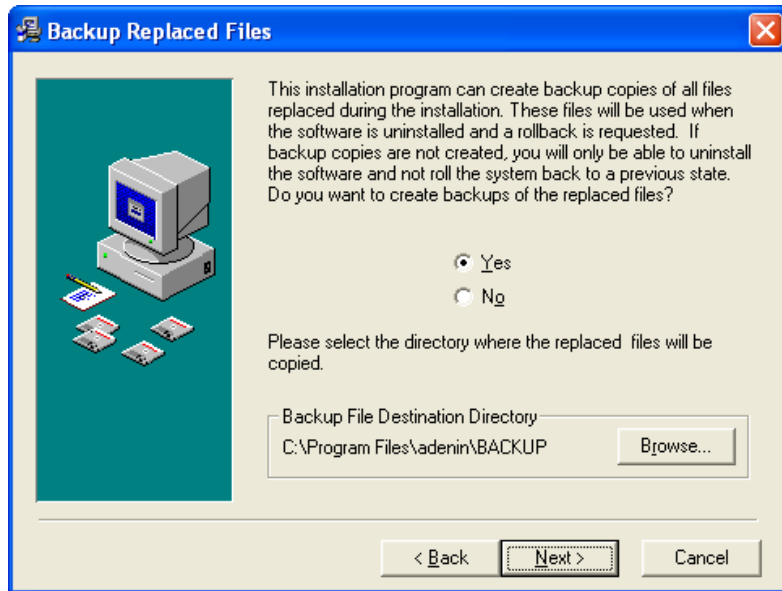 Backup Replaced Files
This installation program can create backup copies of all files
replaced during the installation. These files will be used when
the software is uninstalled and a rollback is requested. If
backup copies are not created, you will only be able to uninstall
the software and not roll the system back to a previous state.
Do you want to create backups of the replaced files?
Yes
No
Please select the directory where the replaced files will be
copied.
Backup File Destination Directory
C:\Program Files\adenin\BACKUP
Browse...
< Back
Next >
Cancel